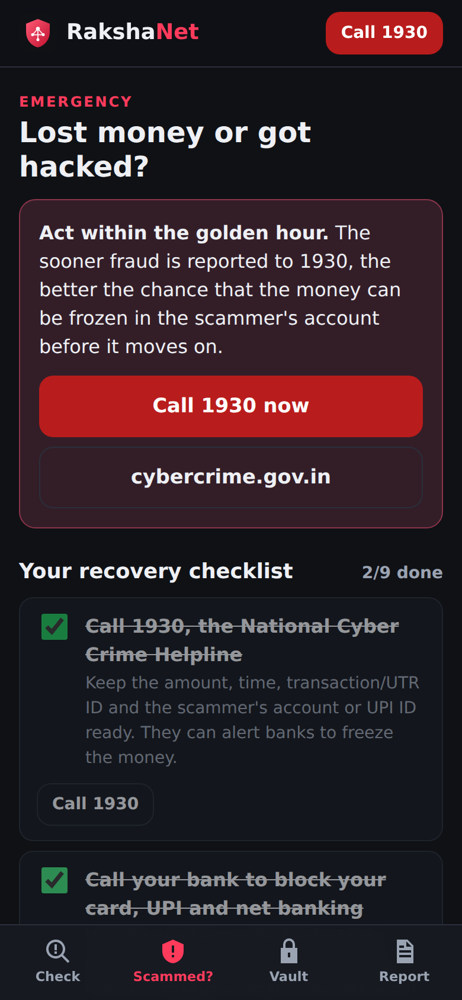 RakshaNet
Call 1930
EMERGENCY
Lost money or got
hacked?
Act within the golden hour. The
sooner fraud is reported to 1930, the
better the chance that the money can
be frozen in the scammer's account
before it moves on.
Call 1930 now
cybercrime.gov.in
Your recovery checklist
2/9 done
Call 1930, the National Cyber
Crime Helpline
Keep the amount, time, transaction/UTR
ID and the scammer's account or UPI ID
ready. They can alert banks to freeze
the money.
Call 1930
Call your bank to block your
card, UPI and net banking
Check
Scammed?
Vault
Report